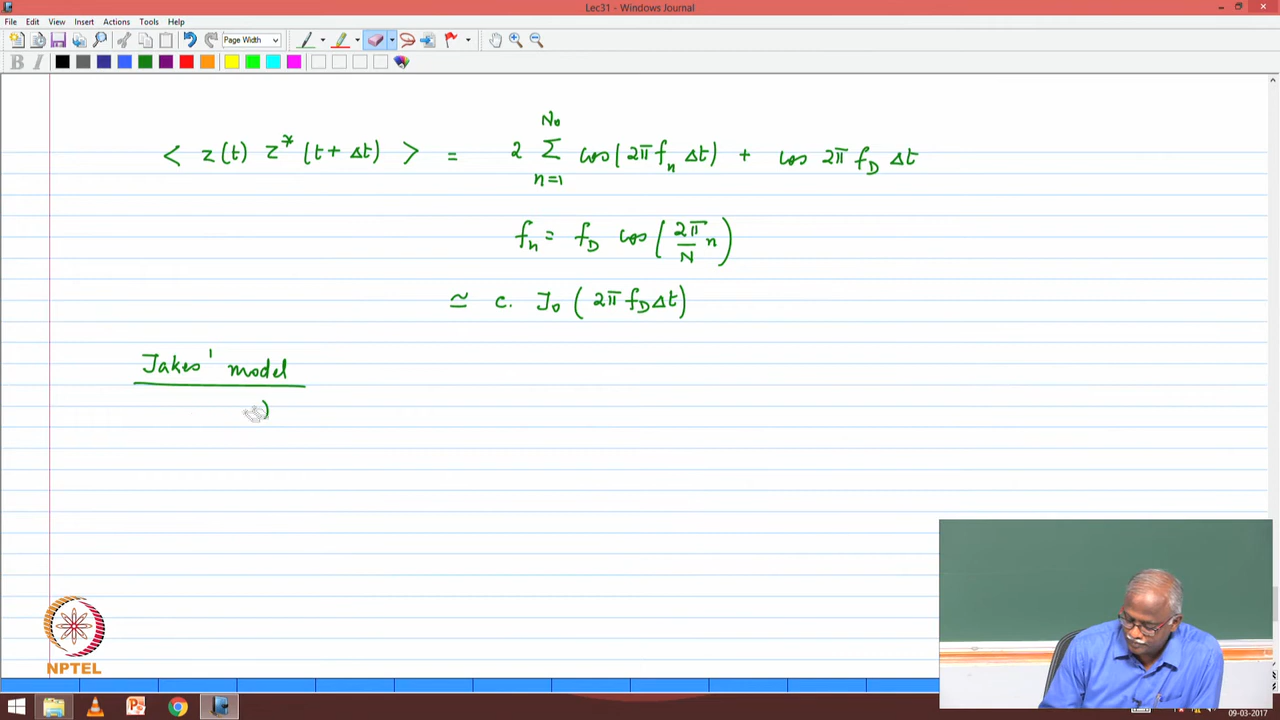 Lec31 - Windows Journal
File Edit View Insert Actions Tools Help
Page Width
B I
< z(t) z* (t + Δt) > = 2 Σ_{n=1}^{N₀} cos(2π f_n Δt) + cos 2π f_D Δt
f_n = f_D cos(2π/N n)
≃ c. J₀ (2π f_D Δt)
Jakes' model
)
NPTEL
09-03-2017